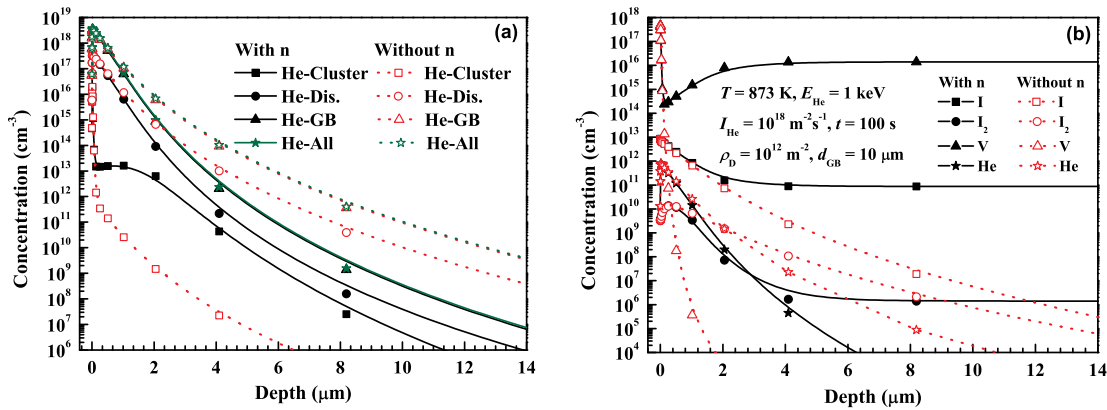 (a)
With n Without n
He-Cluster He-Cluster
He-Dis. He-Dis.
He-GB He-GB
He-All He-All
10^19
10^18
10^17
10^16
10^15
10^14
10^13
10^12
10^11
10^10
10^9
10^8
10^7
10^6
Concentration (cm^-3)
0 2 4 6 8 10 12 14
Depth (μm)
(b)
With n Without n
I I
I_2 I_2
V V
He He
T = 873 K, E_He = 1 keV
I_He = 10^18 m^-2s^-1, t = 100 s
ρ_D = 10^12 m^-2, d_GB = 10 μm
10^18
10^17
10^16
10^15
10^14
10^13
10^12
10^11
10^10
10^9
10^8
10^7
10^6
10^5
10^4
Concentration (cm^-3)
0 2 4 6 8 10 12 14
Depth (μm)